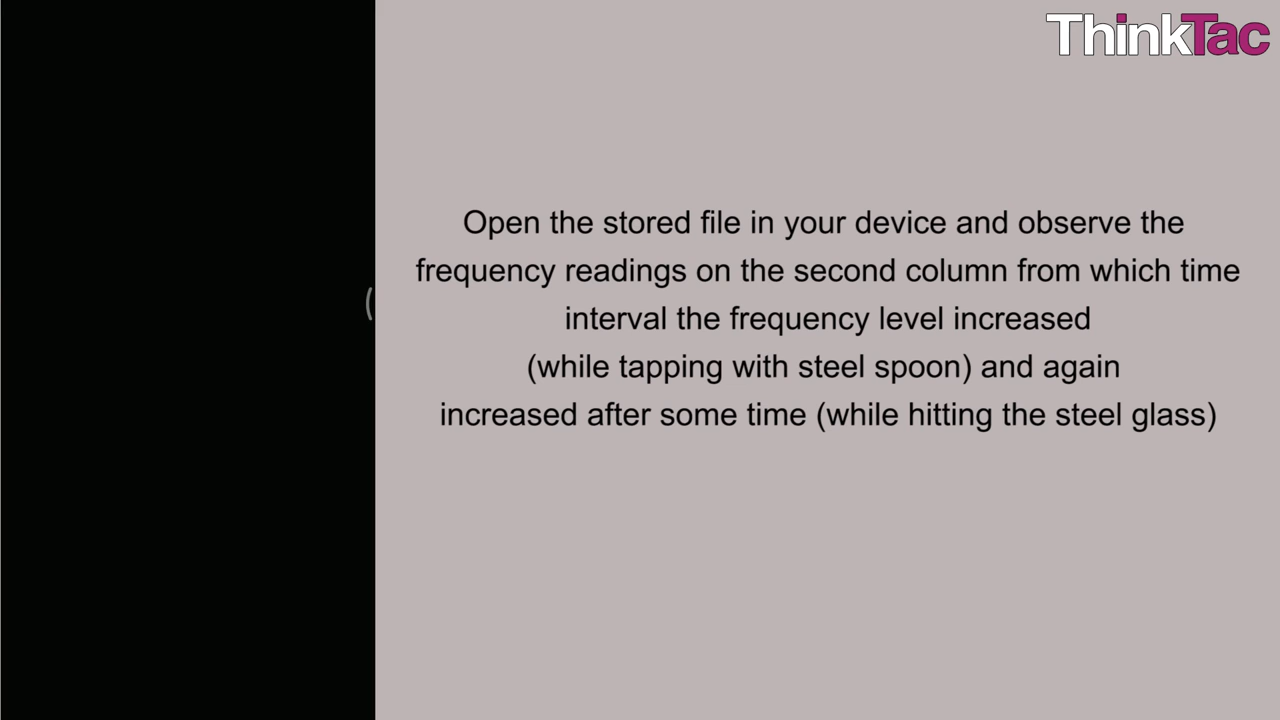 ThinkTac
Open the stored file in your device and observe the
frequency readings on the second column from which time
interval the frequency level increased
(while tapping with steel spoon) and again
increased after some time (while hitting the steel glass)